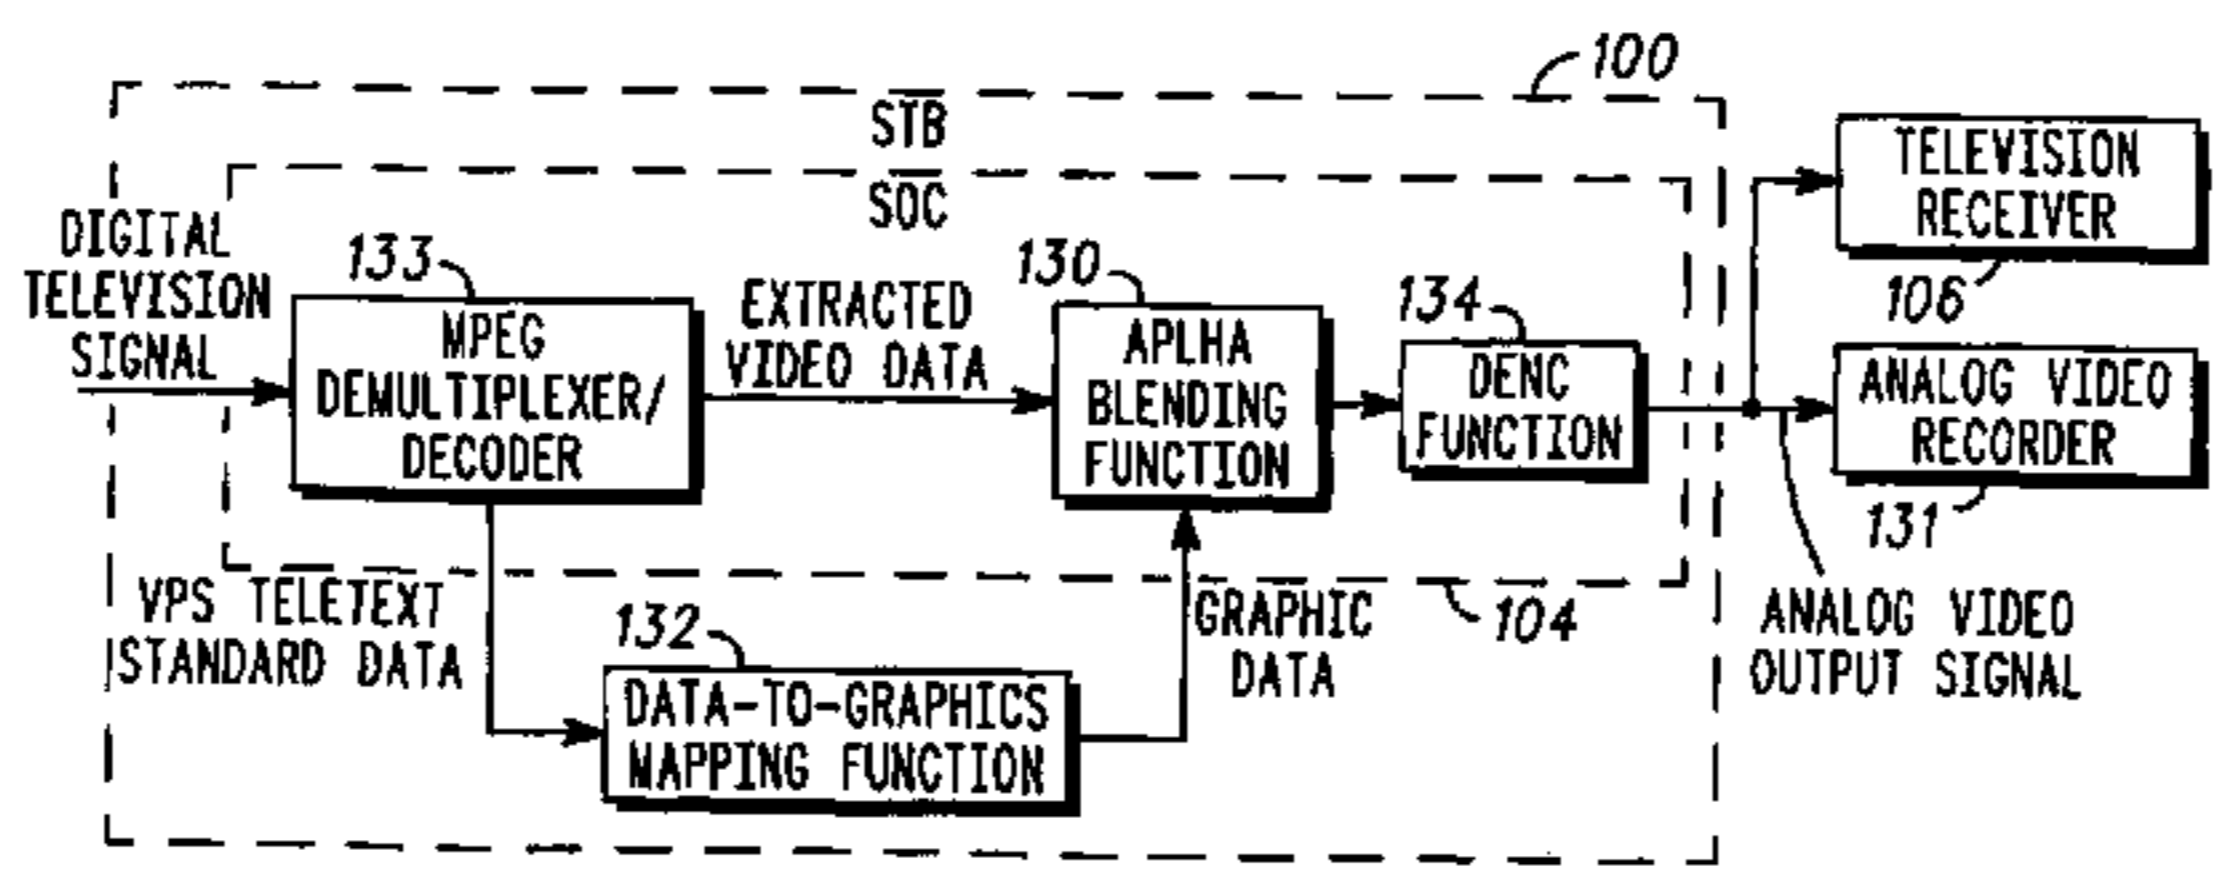 100
STB
SOC
TELEVISION
RECEIVER
106
DIGITAL
TELEVISION
SIGNAL
133
MPEG
DEMULTIPLEXER/
DECODER
EXTRACTED
VIDEO DATA
130
APLHA
BLENDING
FUNCTION
134
DENC
FUNCTION
ANALOG VIDEO
RECORDER
131
VPS TELETEXT
STANDARD DATA
132
DATA-TO-GRAPHICS
MAPPING FUNCTION
GRAPHIC
DATA
104
ANALOG VIDEO
OUTPUT SIGNAL